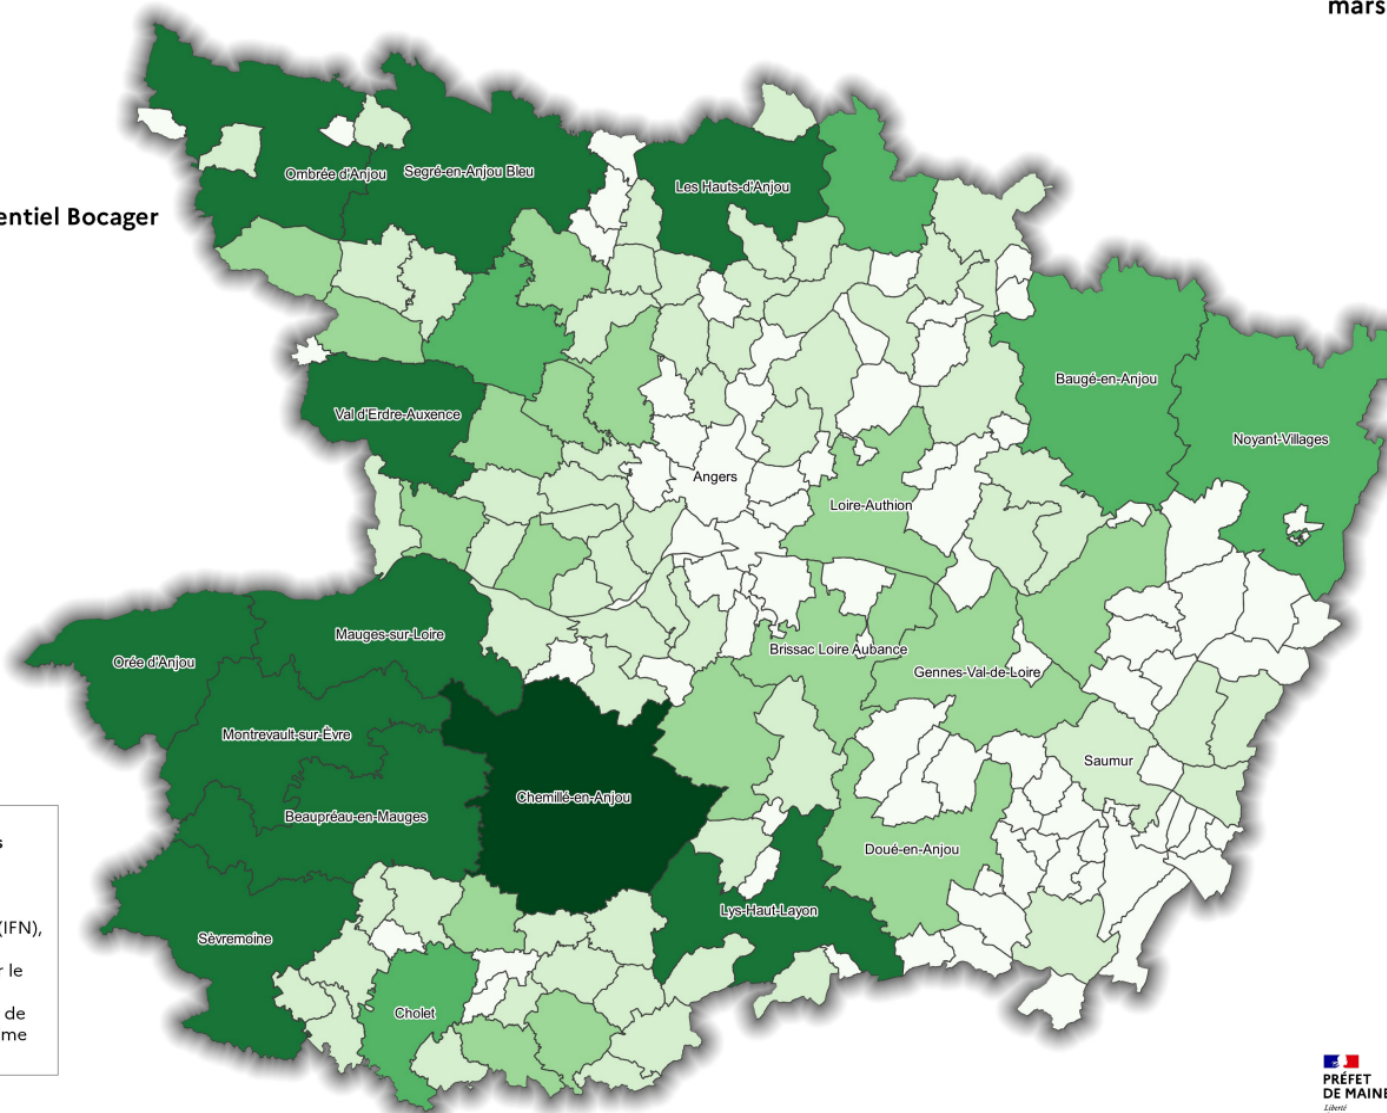 mars
entiel Bocager
Ombrée d'Anjou
Segré-en-Anjou Bleu
Les Hauts-d'Anjou
Baugé-en-Anjou
Val d'Erdre-Auxence
Noyant-Villages
Angers
Loire-Authion
Mauges-sur-Loire
Brissac Loire Aubance
Orée d'Anjou
Gennes-Val-de-Loire
Montrevault-sur-Èvre
Saumur
Chemillé-en-Anjou
Beaupréau-en-Mauges
Doué-en-Anjou
Lys-Haut-Layon
Sèvremoine
Cholet
s
(IFN),
r le
de
me
PRÉFET
DE MAINE
Liberté